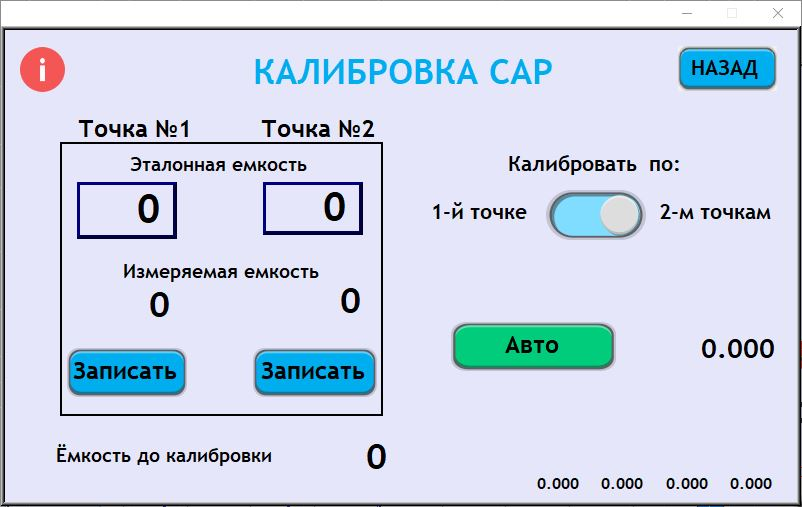 i
КАЛИБРОВКА CAP
НАЗАД
Точка №1 Точка №2
Эталонная емкость
0 0
Измеряемая емкость
0 0
Записать Записать
Ёмкость до калибровки 0
Калибровать по:
1-й точке 2-м точкам
Авто 0.000
0.000 0.000 0.000 0.000